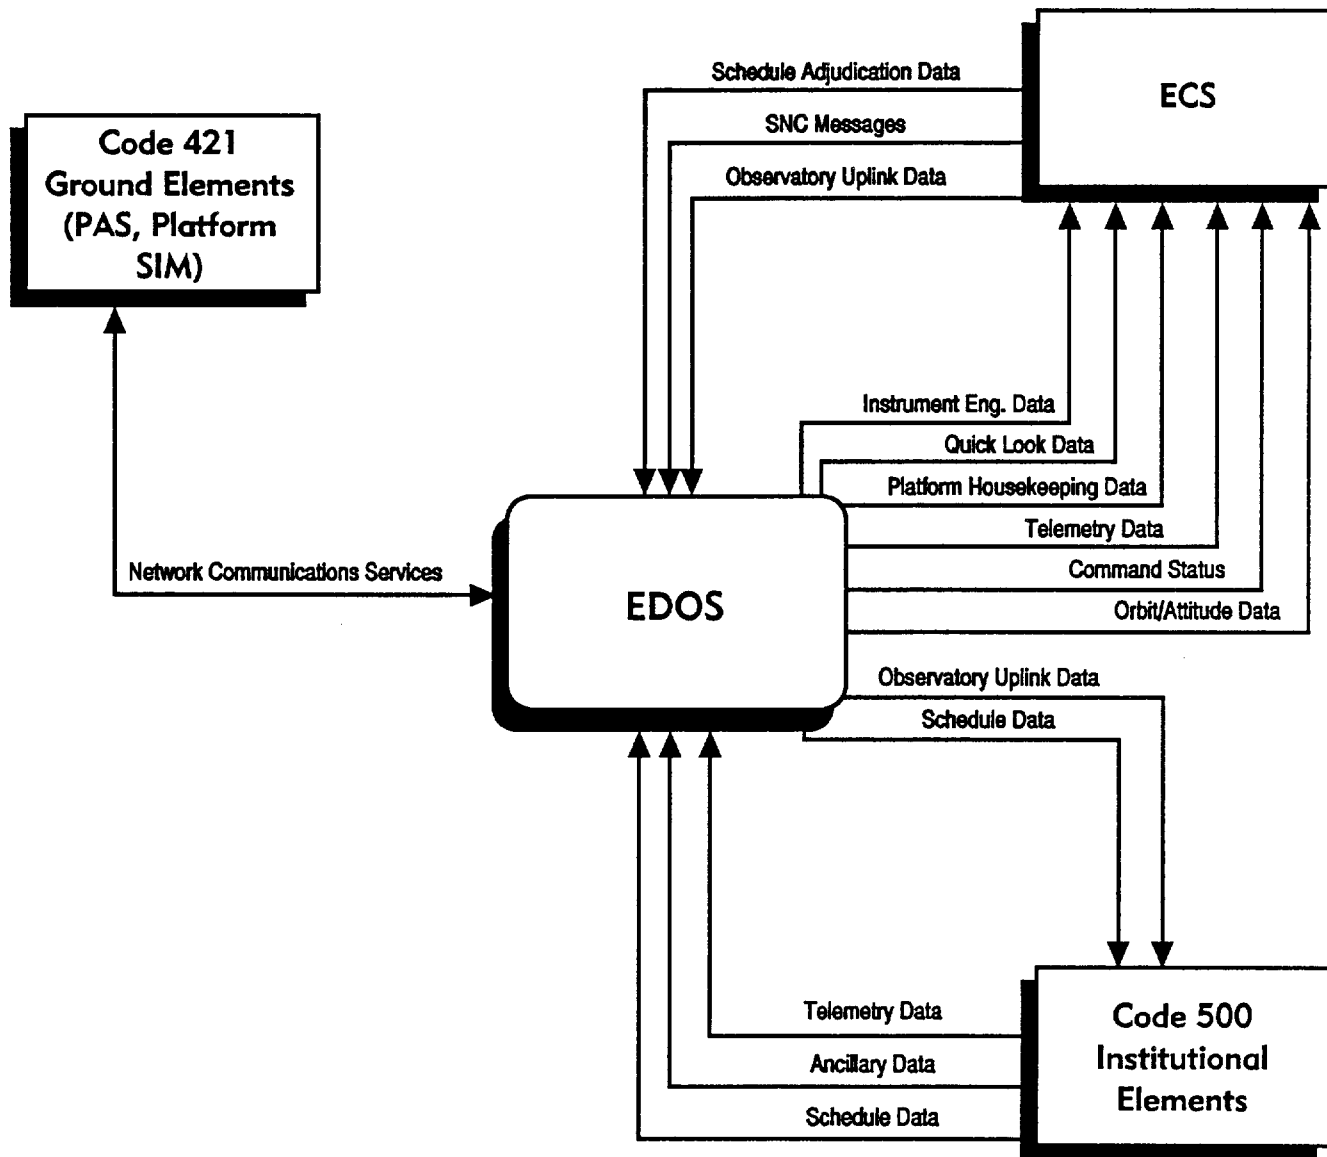 Schedule Adjudication Data
ECS
SNC Messages
Code 421
Ground Elements
(PAS, Platform
SIM)
Observatory Uplink Data
Instrument Eng. Data
Quick Look Data
Platform Housekeeping Data
Telemetry Data
Command Status
Orbit/Attitude Data
Network Communications Services
EDOS
Observatory Uplink Data
Schedule Data
Telemetry Data
Ancillary Data
Schedule Data
Code 500
Institutional
Elements